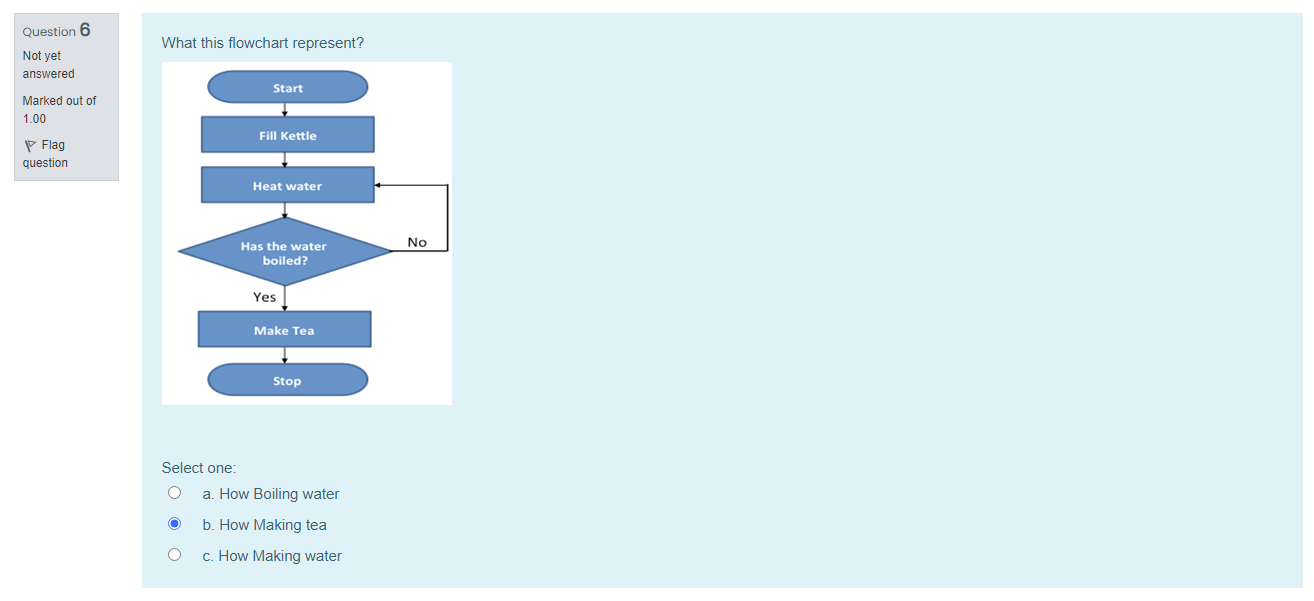 Question 6
Not yet
answered
Marked out of
1.00
Flag
question
What this flowchart represent?
Start
Fill Kettle
Heat water
Has the water
boiled?
No
Yes
Make Tea
Stop
Select one:
a. How Boiling water
b. How Making tea
c. How Making water